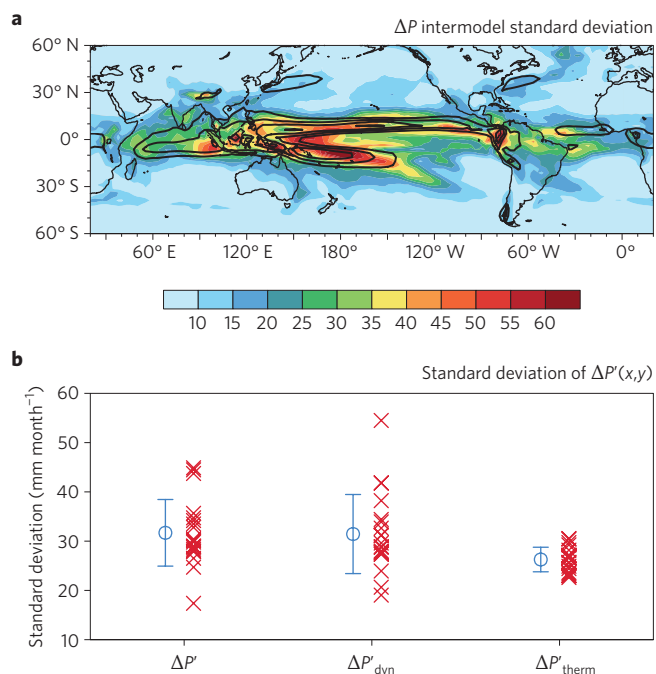 a
ΔP intermodel standard deviation
60° N
30° N
0°
30° S
60° S
60° E 120° E 180° 120° W 60° W 0°
10 15 20 25 30 35 40 45 50 55 60
b
Standard deviation of ΔP′(x,y)
Standard deviation (mm month⁻¹)
60
50
40
30
20
10
ΔP′ ΔP′dyn ΔP′therm